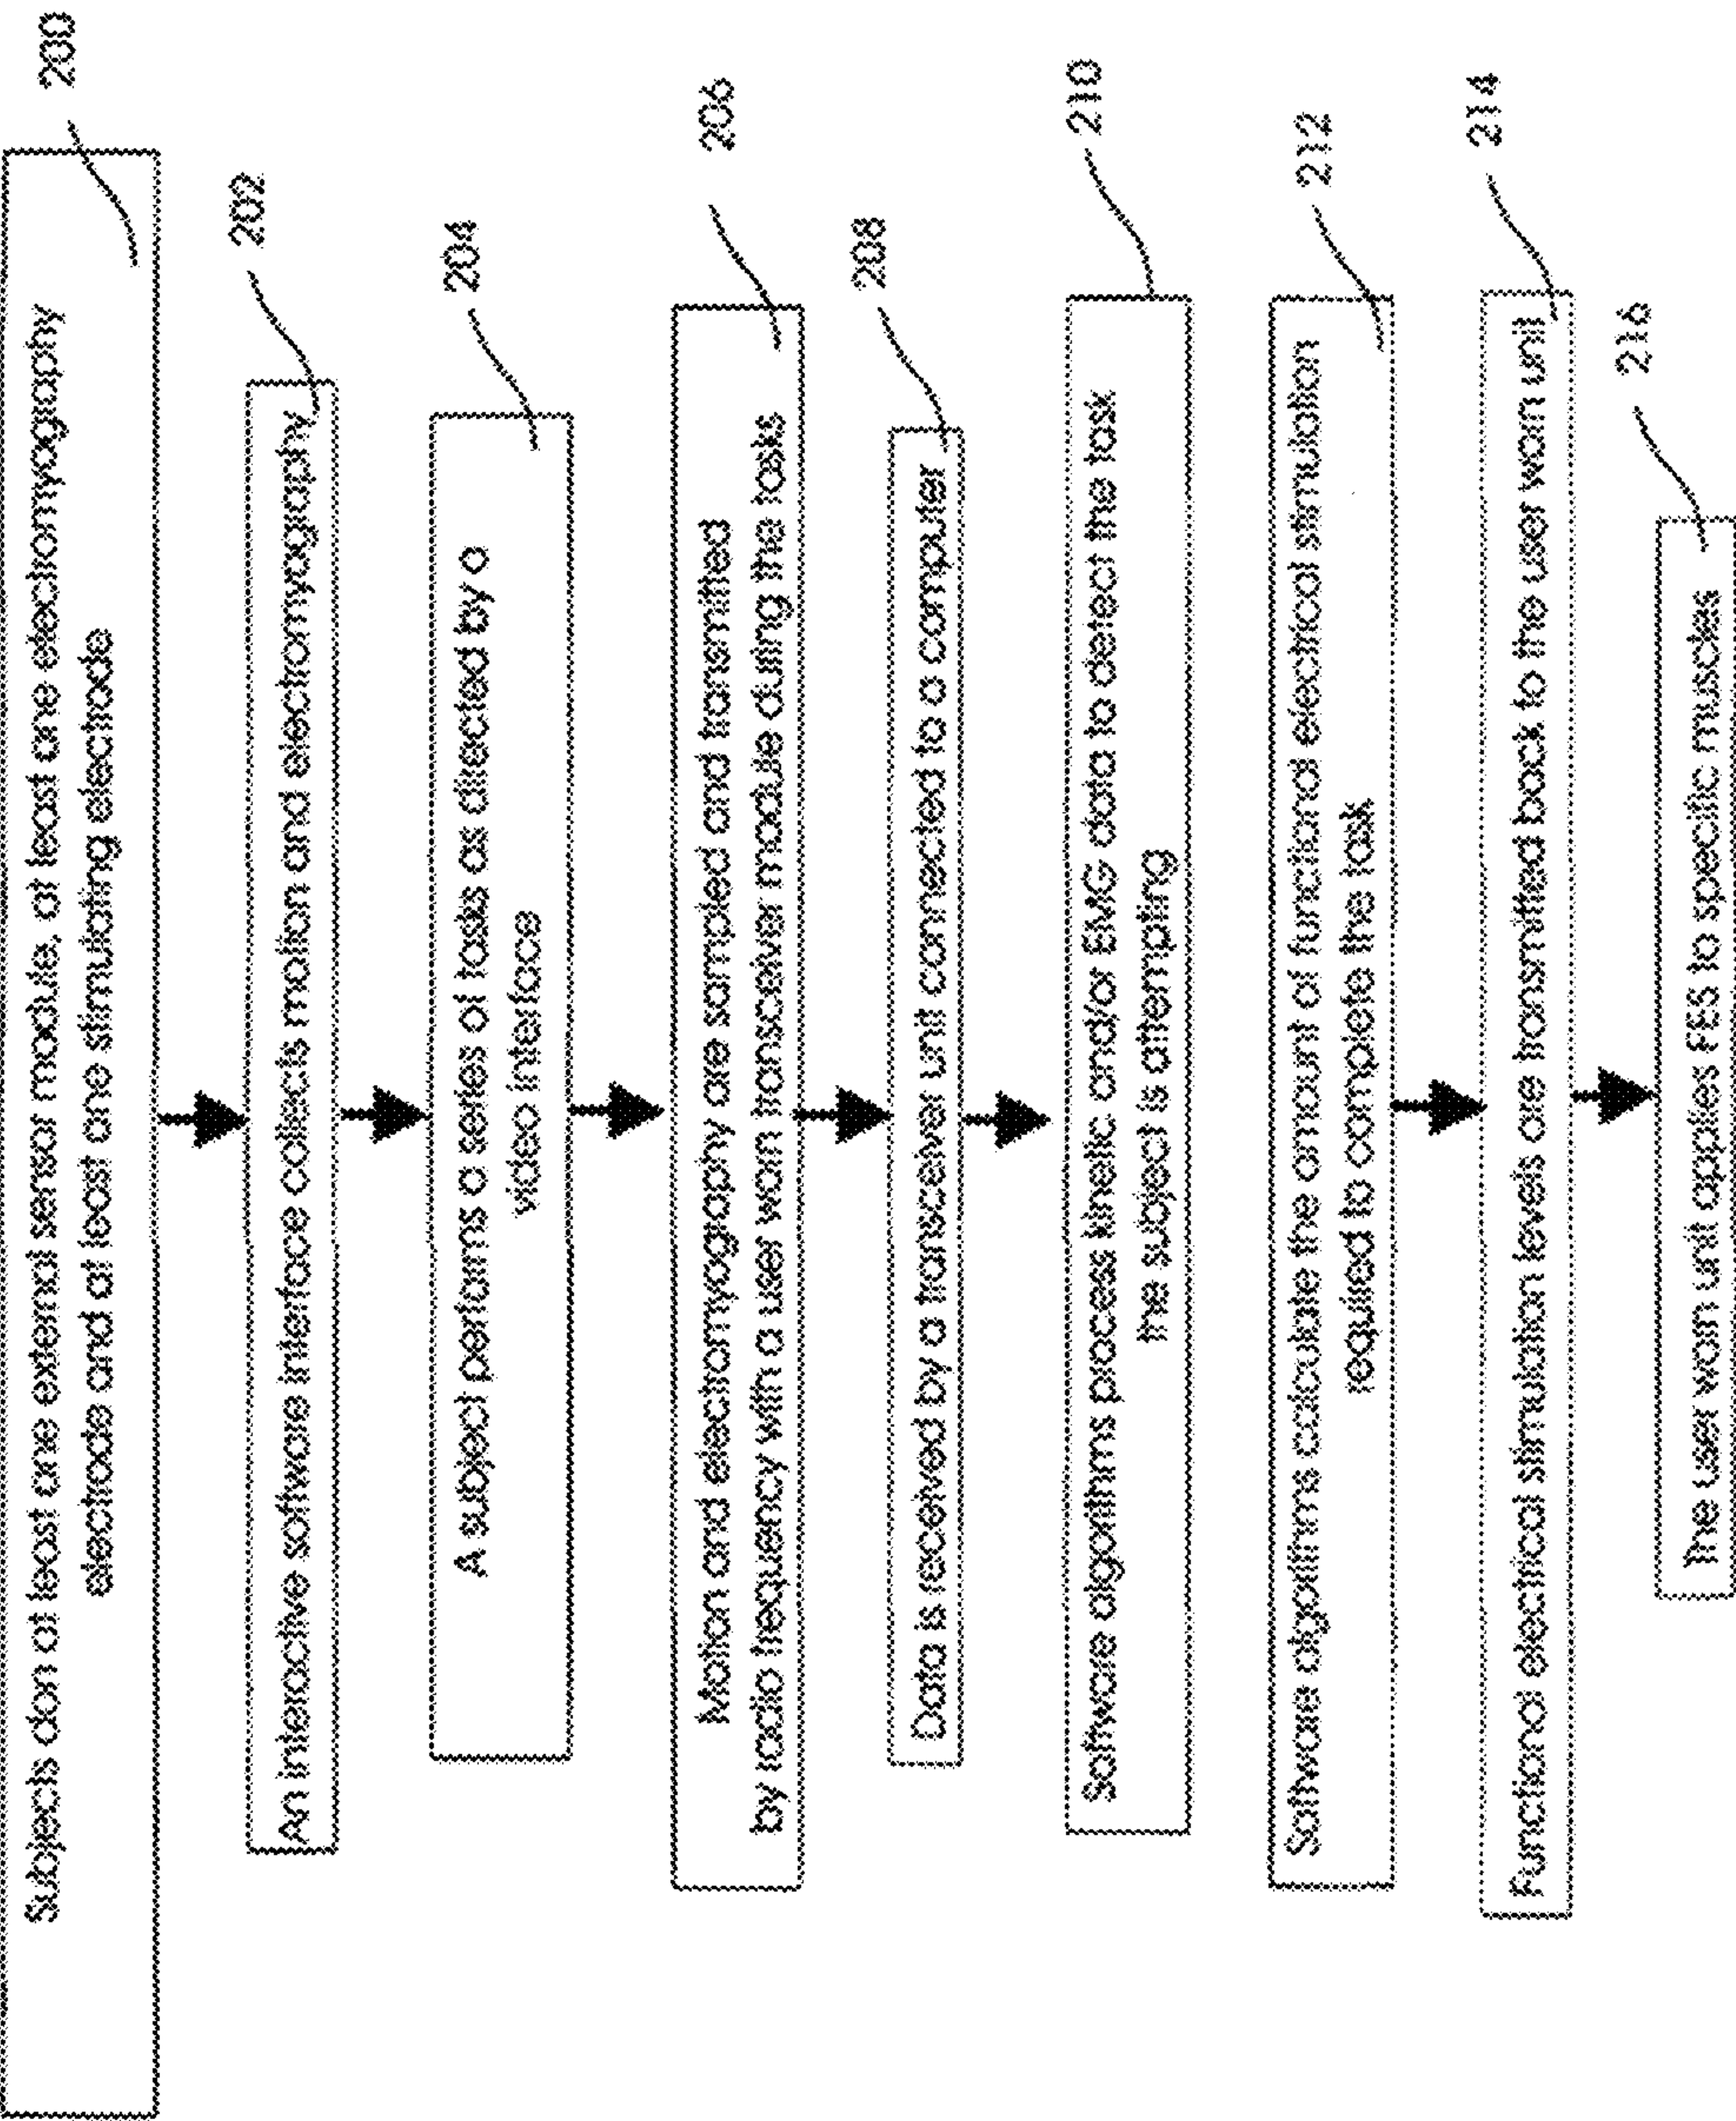 200
Subjects don at least one external sensor module, at least one electromyography
electrode and at least one stimulating electrode
202
An interactive software interface collects motion and electromyography
204
A subject performs a series of tasks as directed by a
video interface
206
Motion and electromyography are sampled and transmitted
by radio frequency with a user worn transceiver module during the tasks
208
Data is received by a transceiver unit connected to a computer
210
Software algorithms process kinetic and/or EMG data to detect the task
the subject is attempting
212
Software algorithms calculate the amount of functional electrical stimulation
required to complete the task
214
Functional electrical stimulation levels are transmitted back to the user worn unit
216
The user worn unit applies FES to specific muscles